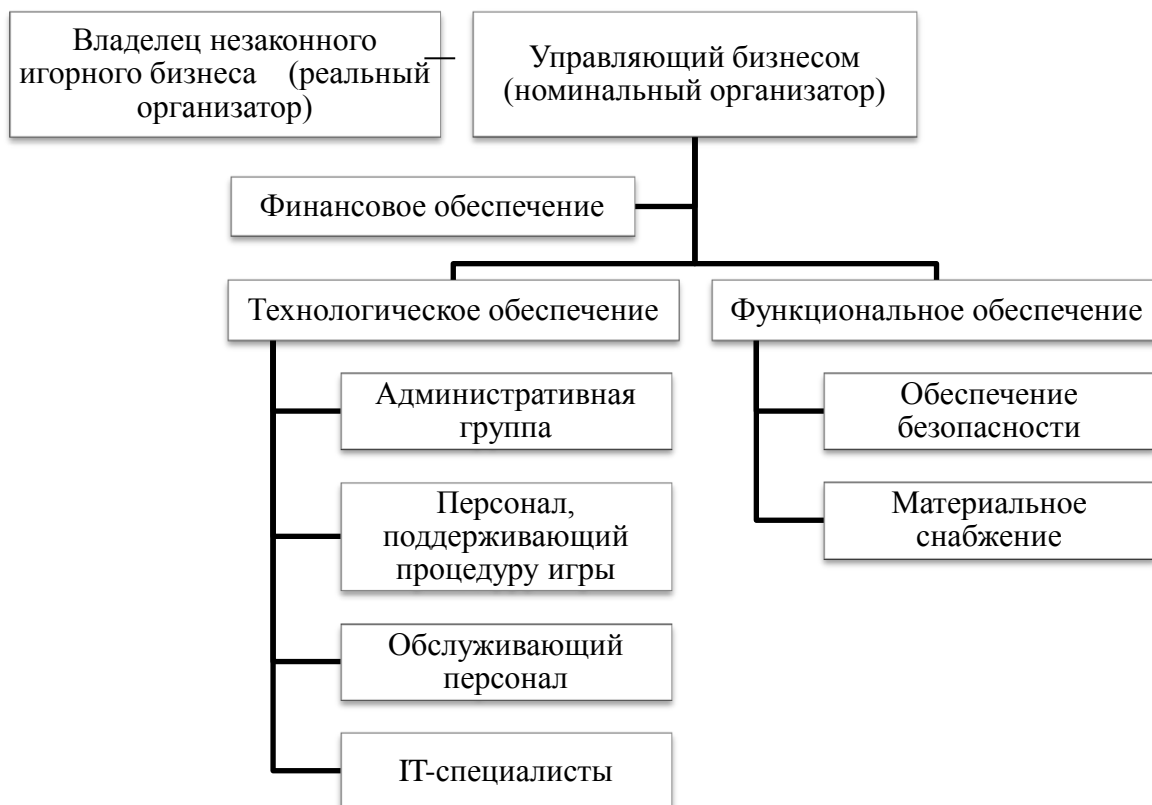 Владелец незаконного
игорного бизнеса (реальный
организатор)
Управляющий бизнесом
(номинальный организатор)
Финансовое обеспечение
Технологическое обеспечение
Функциональное обеспечение
Административная
группа
Обеспечение
безопасности
Персонал,
поддерживающий
процедуру игры
Материальное
снабжение
Обслуживающий
персонал
IT-специалисты